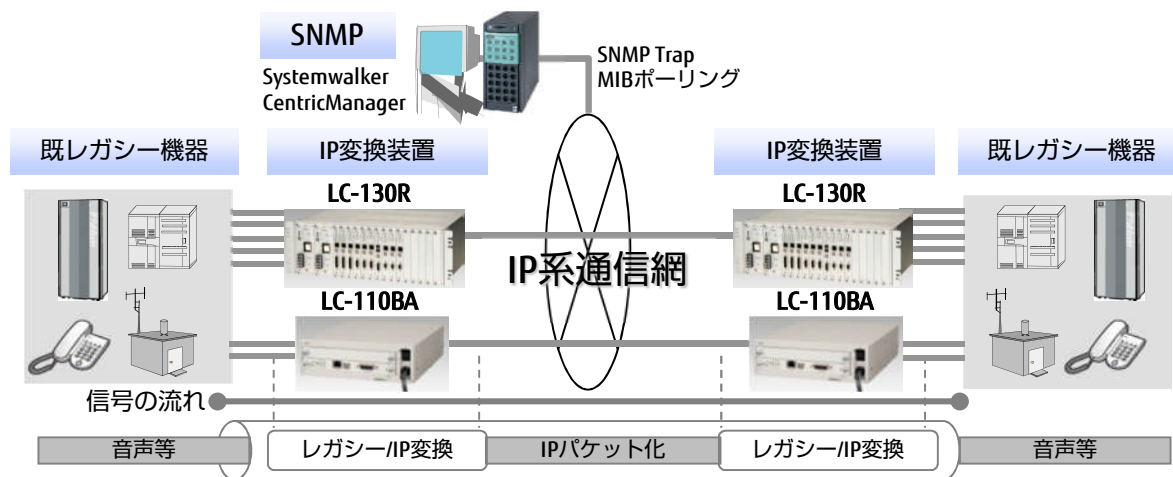 SNMP
Systemwalker
CentricManager
SNMP Trap
MIBポーリング
既レガシー機器
IP変換装置
IP変換装置
既レガシー機器
LC-130R
LC-130R
IP系通信網
LC-110BA
LC-110BA
信号の流れ
音声等
レガシー/IP変換
IPパケット化
レガシー/IP変換
音声等